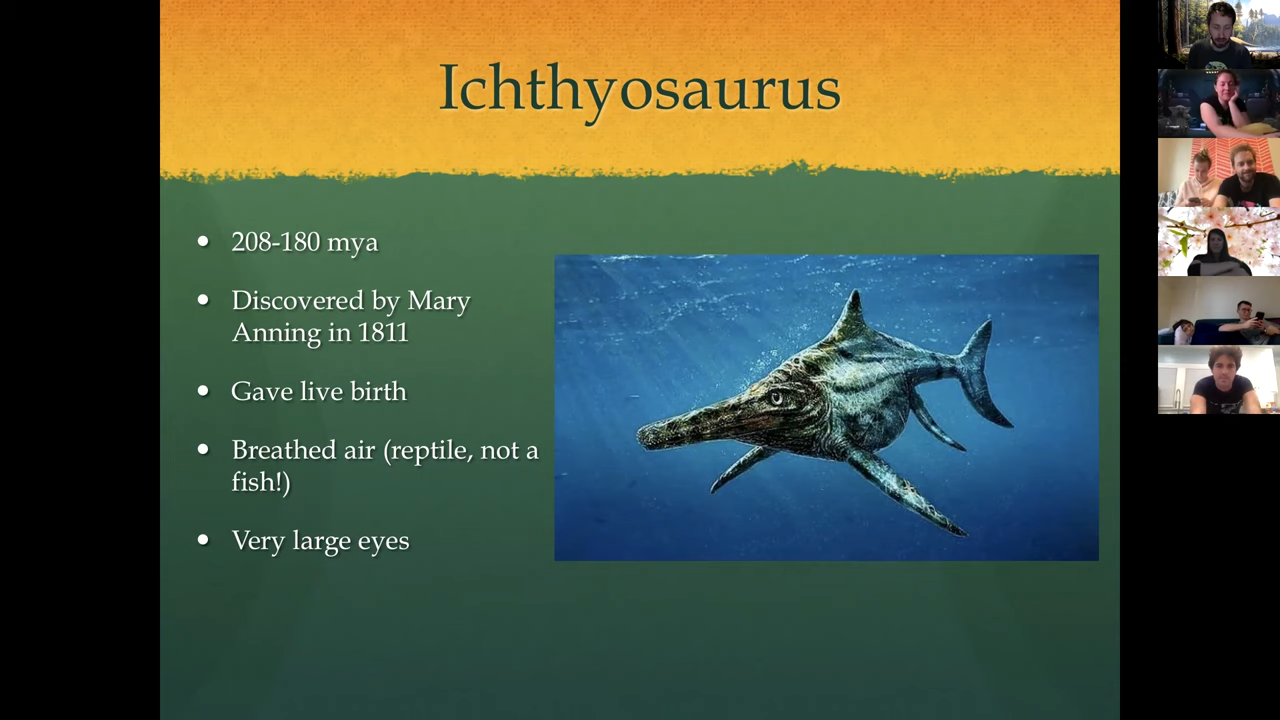 Ichthyosaurus
• 208-180 mya
• Discovered by Mary
Anning in 1811
• Gave live birth
• Breathed air (reptile, not a
fish!)
• Very large eyes